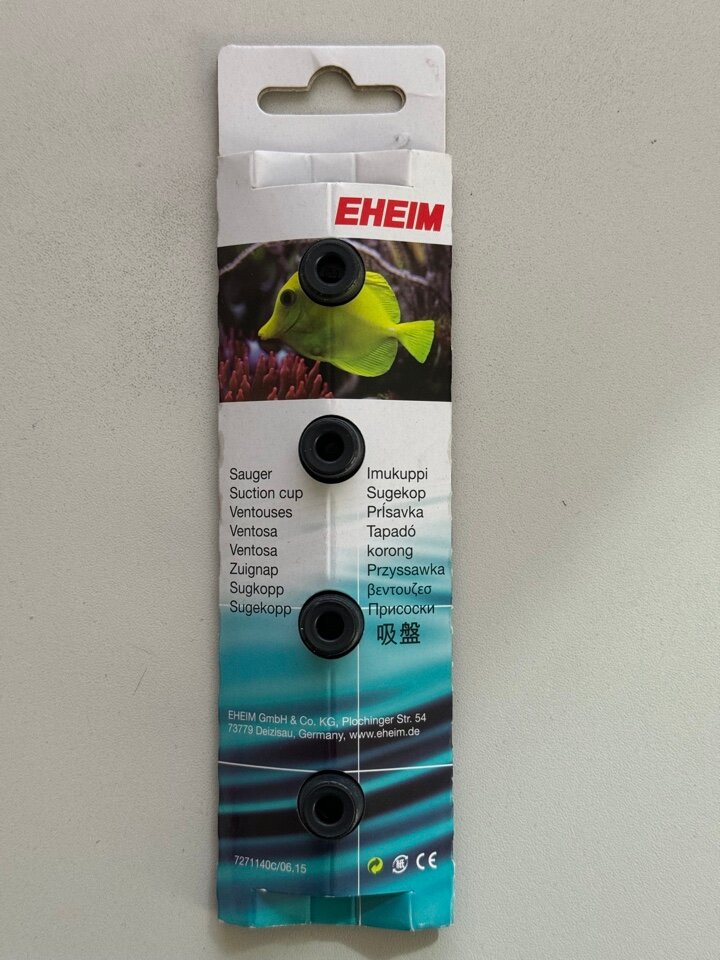 EHEIM
Sauger
Suction cup
Ventouses
Ventosa
Ventosa
Zuignap
Sugkopp
Sugekopp
Imukuppi
Sugekop
PrÍsavka
Tapadó
korong
Przyssawka
βεντουζεσ
Присоски
吸盤
EHEIM GmbH & Co. KG, Plochinger Str. 54
73779 Deizisau, Germany, www.eheim.de
7271140c/06.15
CE